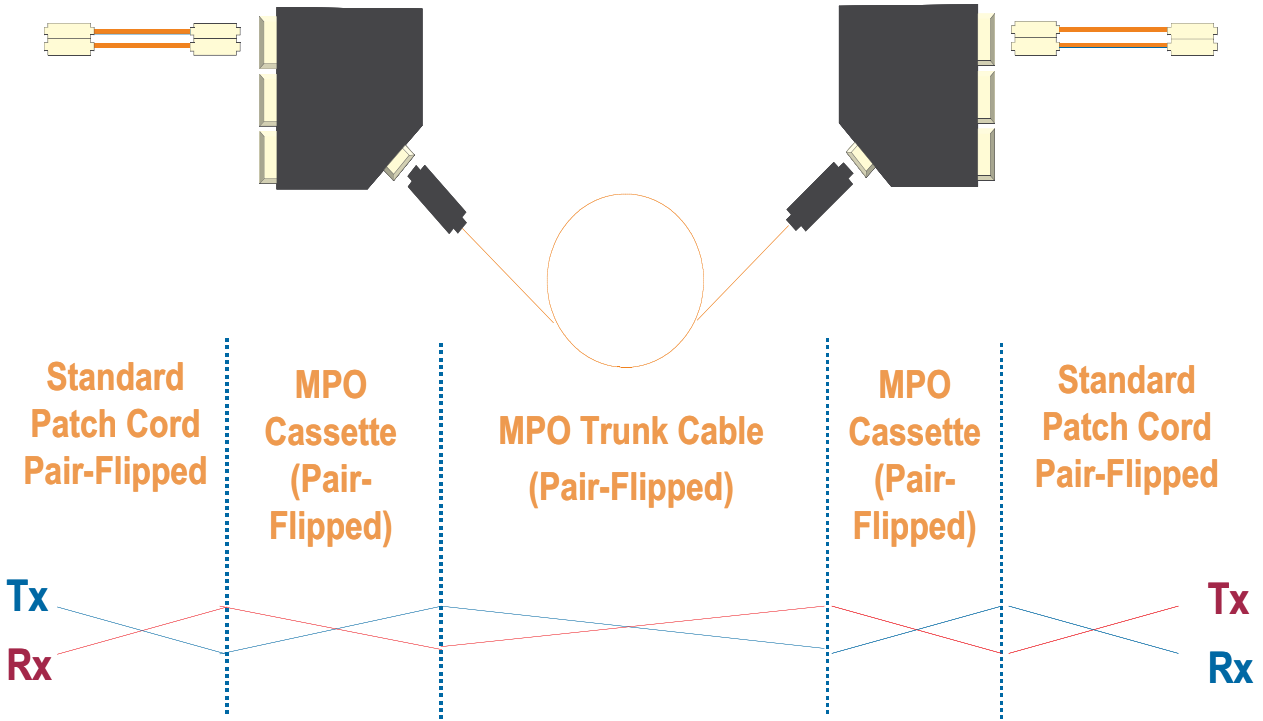 Standard
Patch Cord
Pair-Flipped
MPO
Cassette
(Pair-
Flipped)
MPO Trunk Cable
(Pair-Flipped)
MPO
Cassette
(Pair-
Flipped)
Standard
Patch Cord
Pair-Flipped
Tx
Rx
Tx
Rx